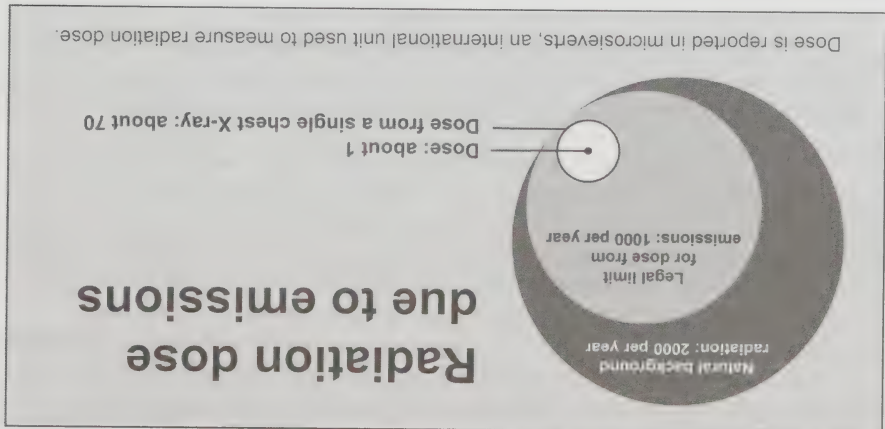 Radiation dose
due to emissions
Natural background
radiation: 2000 per year
Legal limit
for dose from
emissions: 1000 per year
Dose: about 1
Dose from a single chest X-ray: about 70
Dose is reported in microsieverts, an international unit used to measure radiation dose.